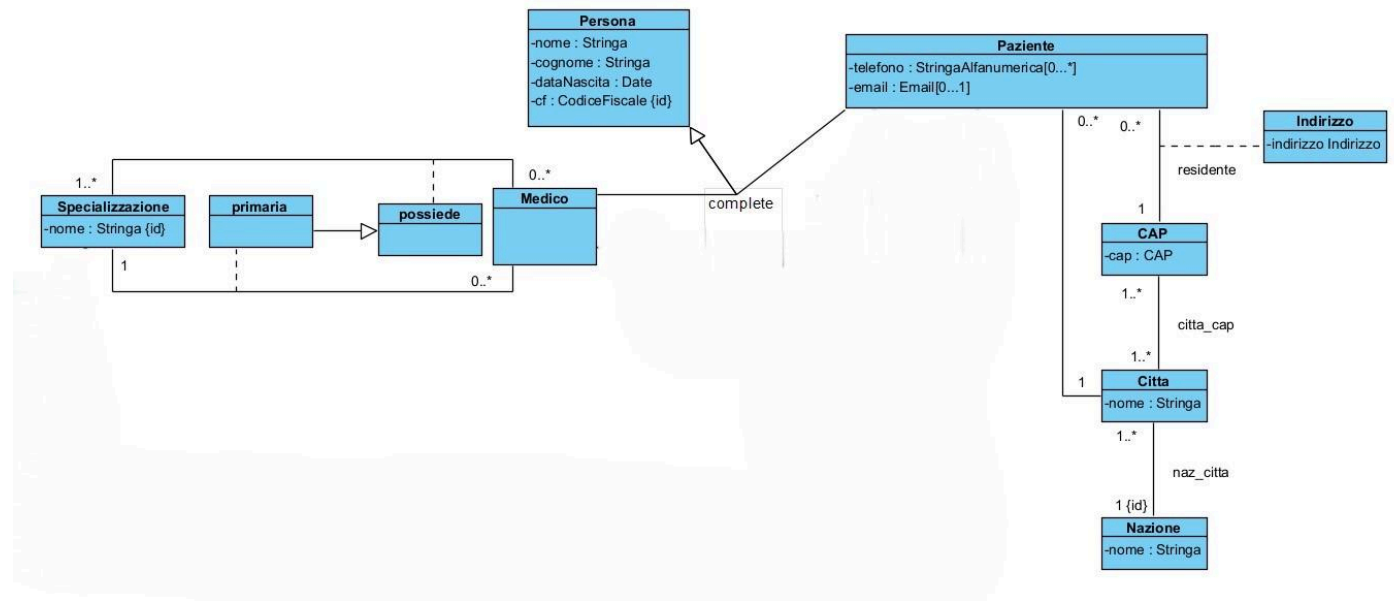 Persona
-nome : Stringa
-cognome : Stringa
-dataNascita : Date
-cf : CodiceFiscale {id}
Paziente
-telefono : StringaAlfanumerica[0...*]
-email : Email[0...1]
0..*
0..*
Indirizzo
-indirizzo Indirizzo
residente
1..*
0..*
Specializzazione
-nome : Stringa {id}
primaria
possiede
Medico
complete
1
CAP
-cap : CAP
1
0..*
1..*
citta_cap
1..*
1
Citta
-nome : Stringa
1..*
naz_citta
1 {id}
Nazione
-nome : Stringa